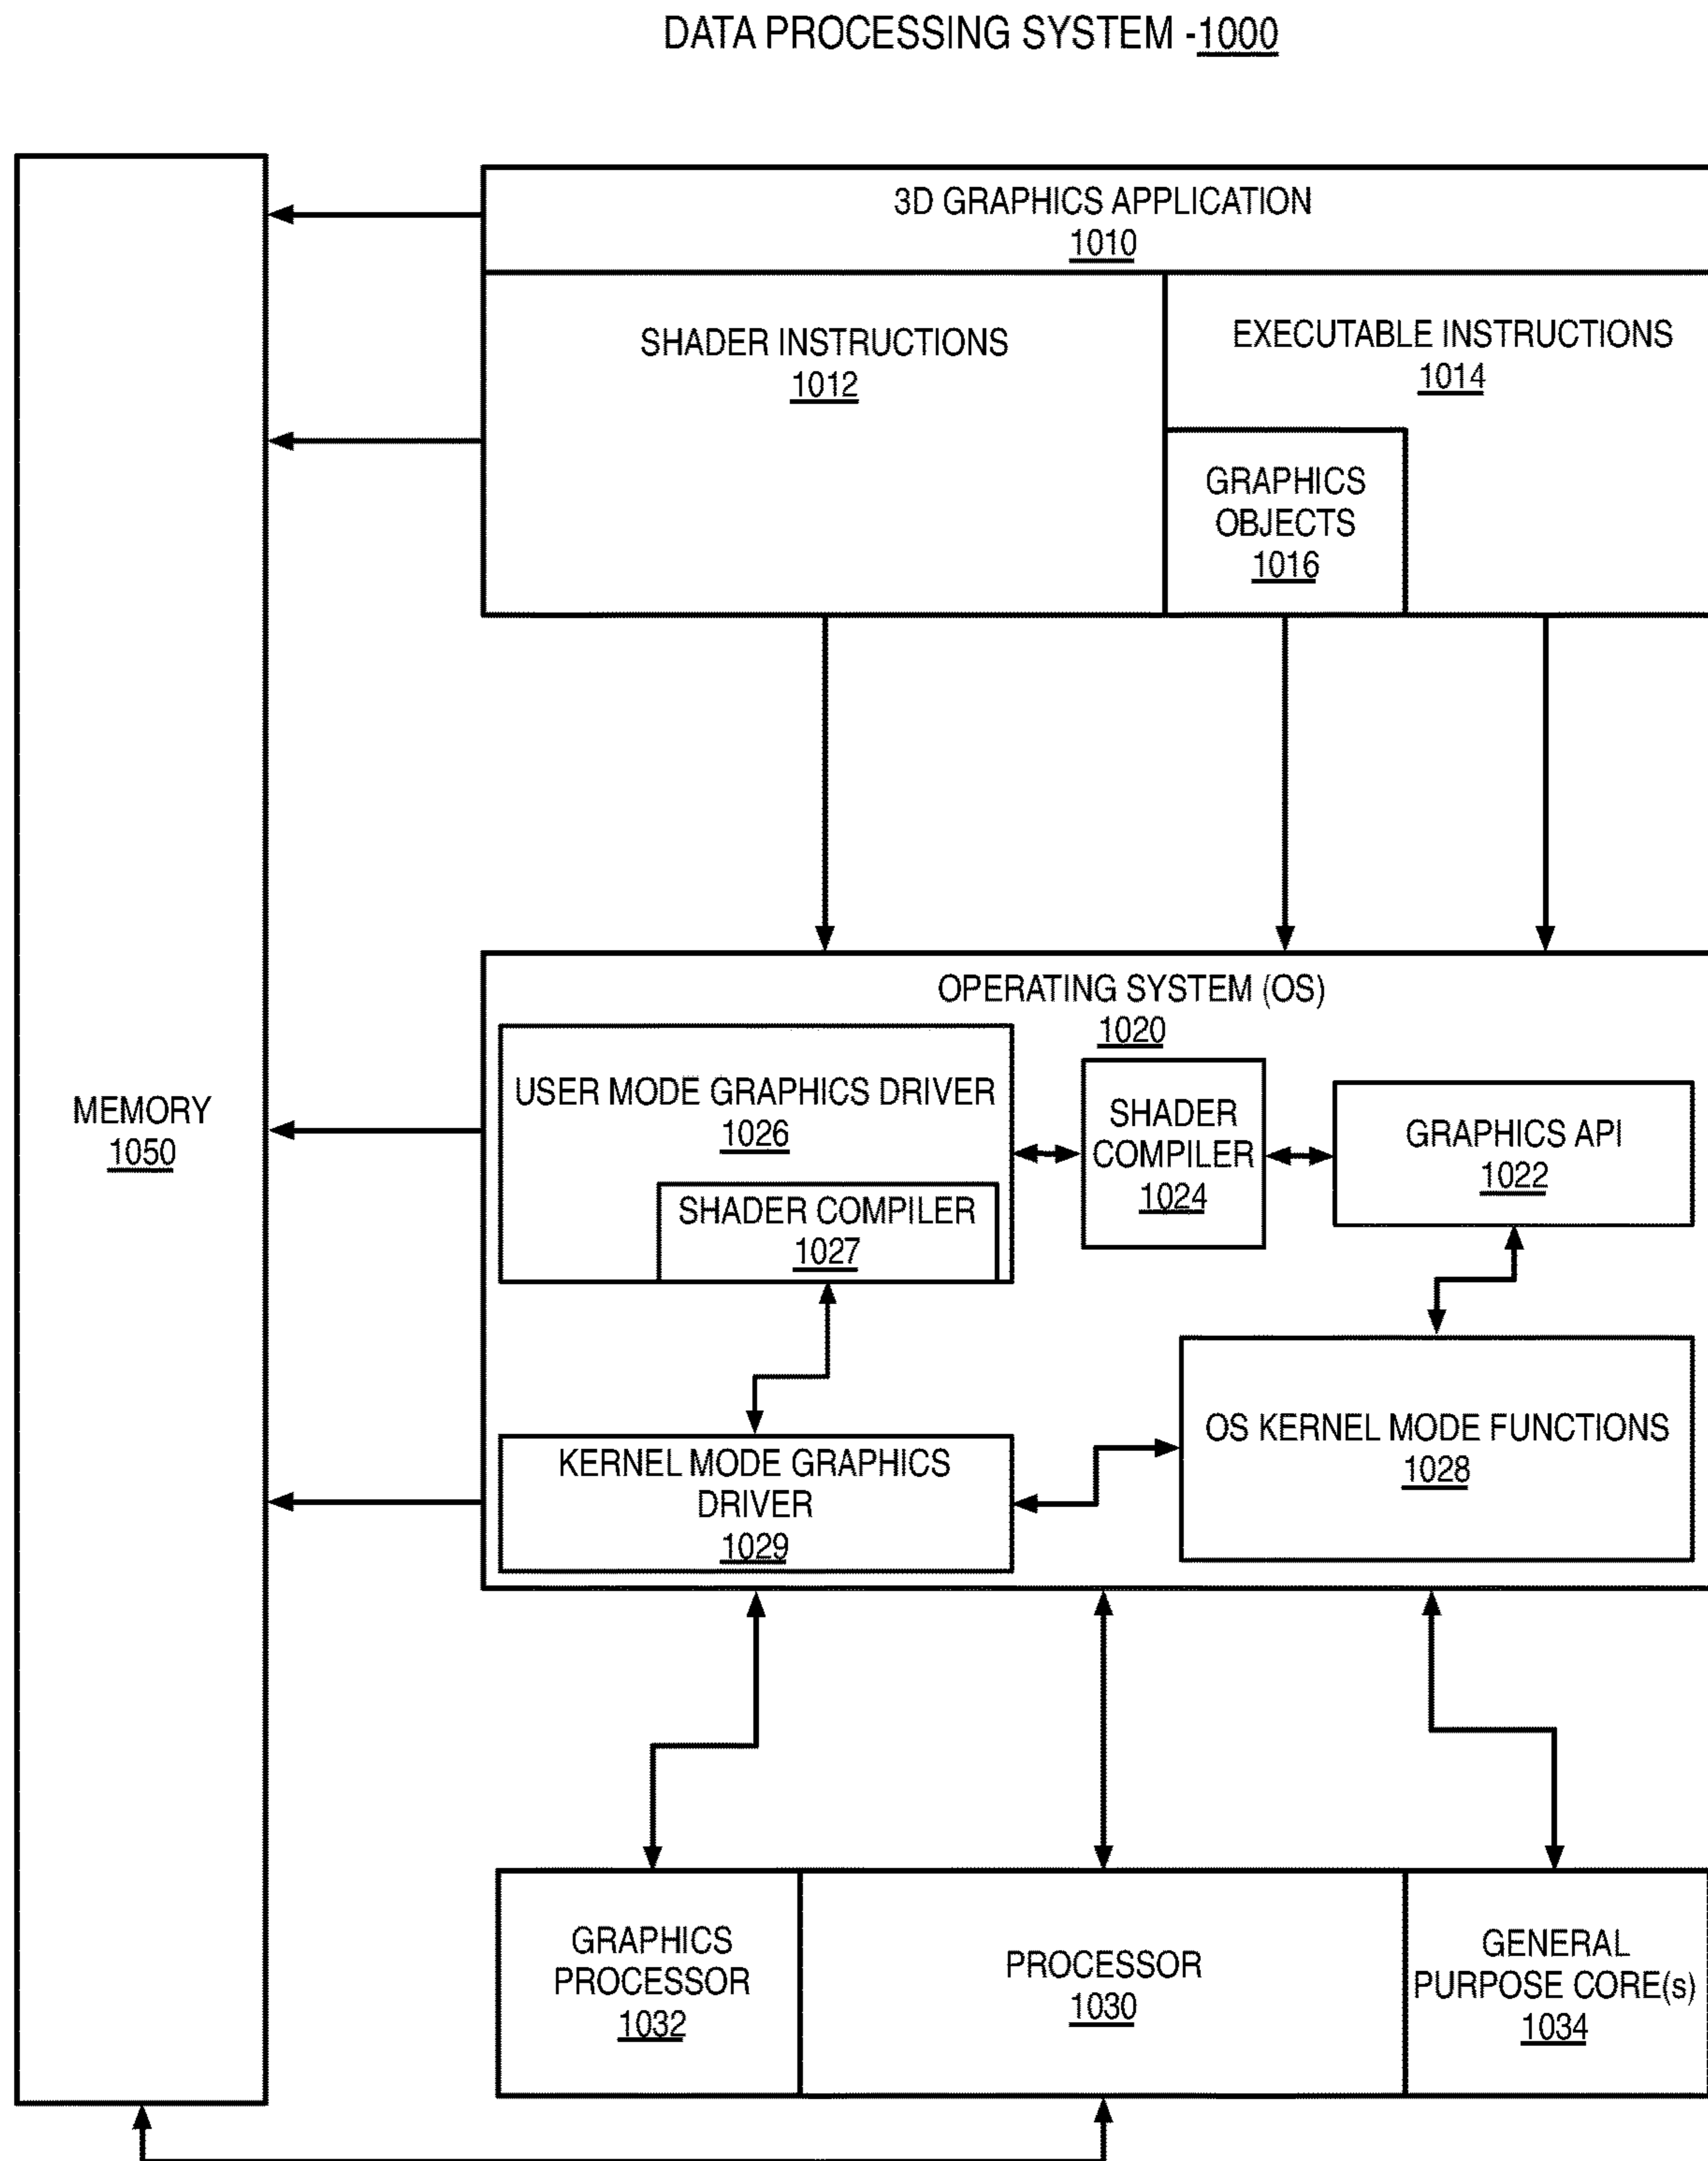 DATA PROCESSING SYSTEM -1000
3D GRAPHICS APPLICATION
1010
SHADER INSTRUCTIONS
1012
EXECUTABLE INSTRUCTIONS
1014
GRAPHICS
OBJECTS
1016
MEMORY
1050
OPERATING SYSTEM (OS)
1020
USER MODE GRAPHICS DRIVER
1026
SHADER COMPILER
1027
SHADER
COMPILER
1024
GRAPHICS API
1022
KERNEL MODE GRAPHICS
DRIVER
1029
OS KERNEL MODE FUNCTIONS
1028
GRAPHICS
PROCESSOR
1032
PROCESSOR
1030
GENERAL
PURPOSE CORE(s)
1034